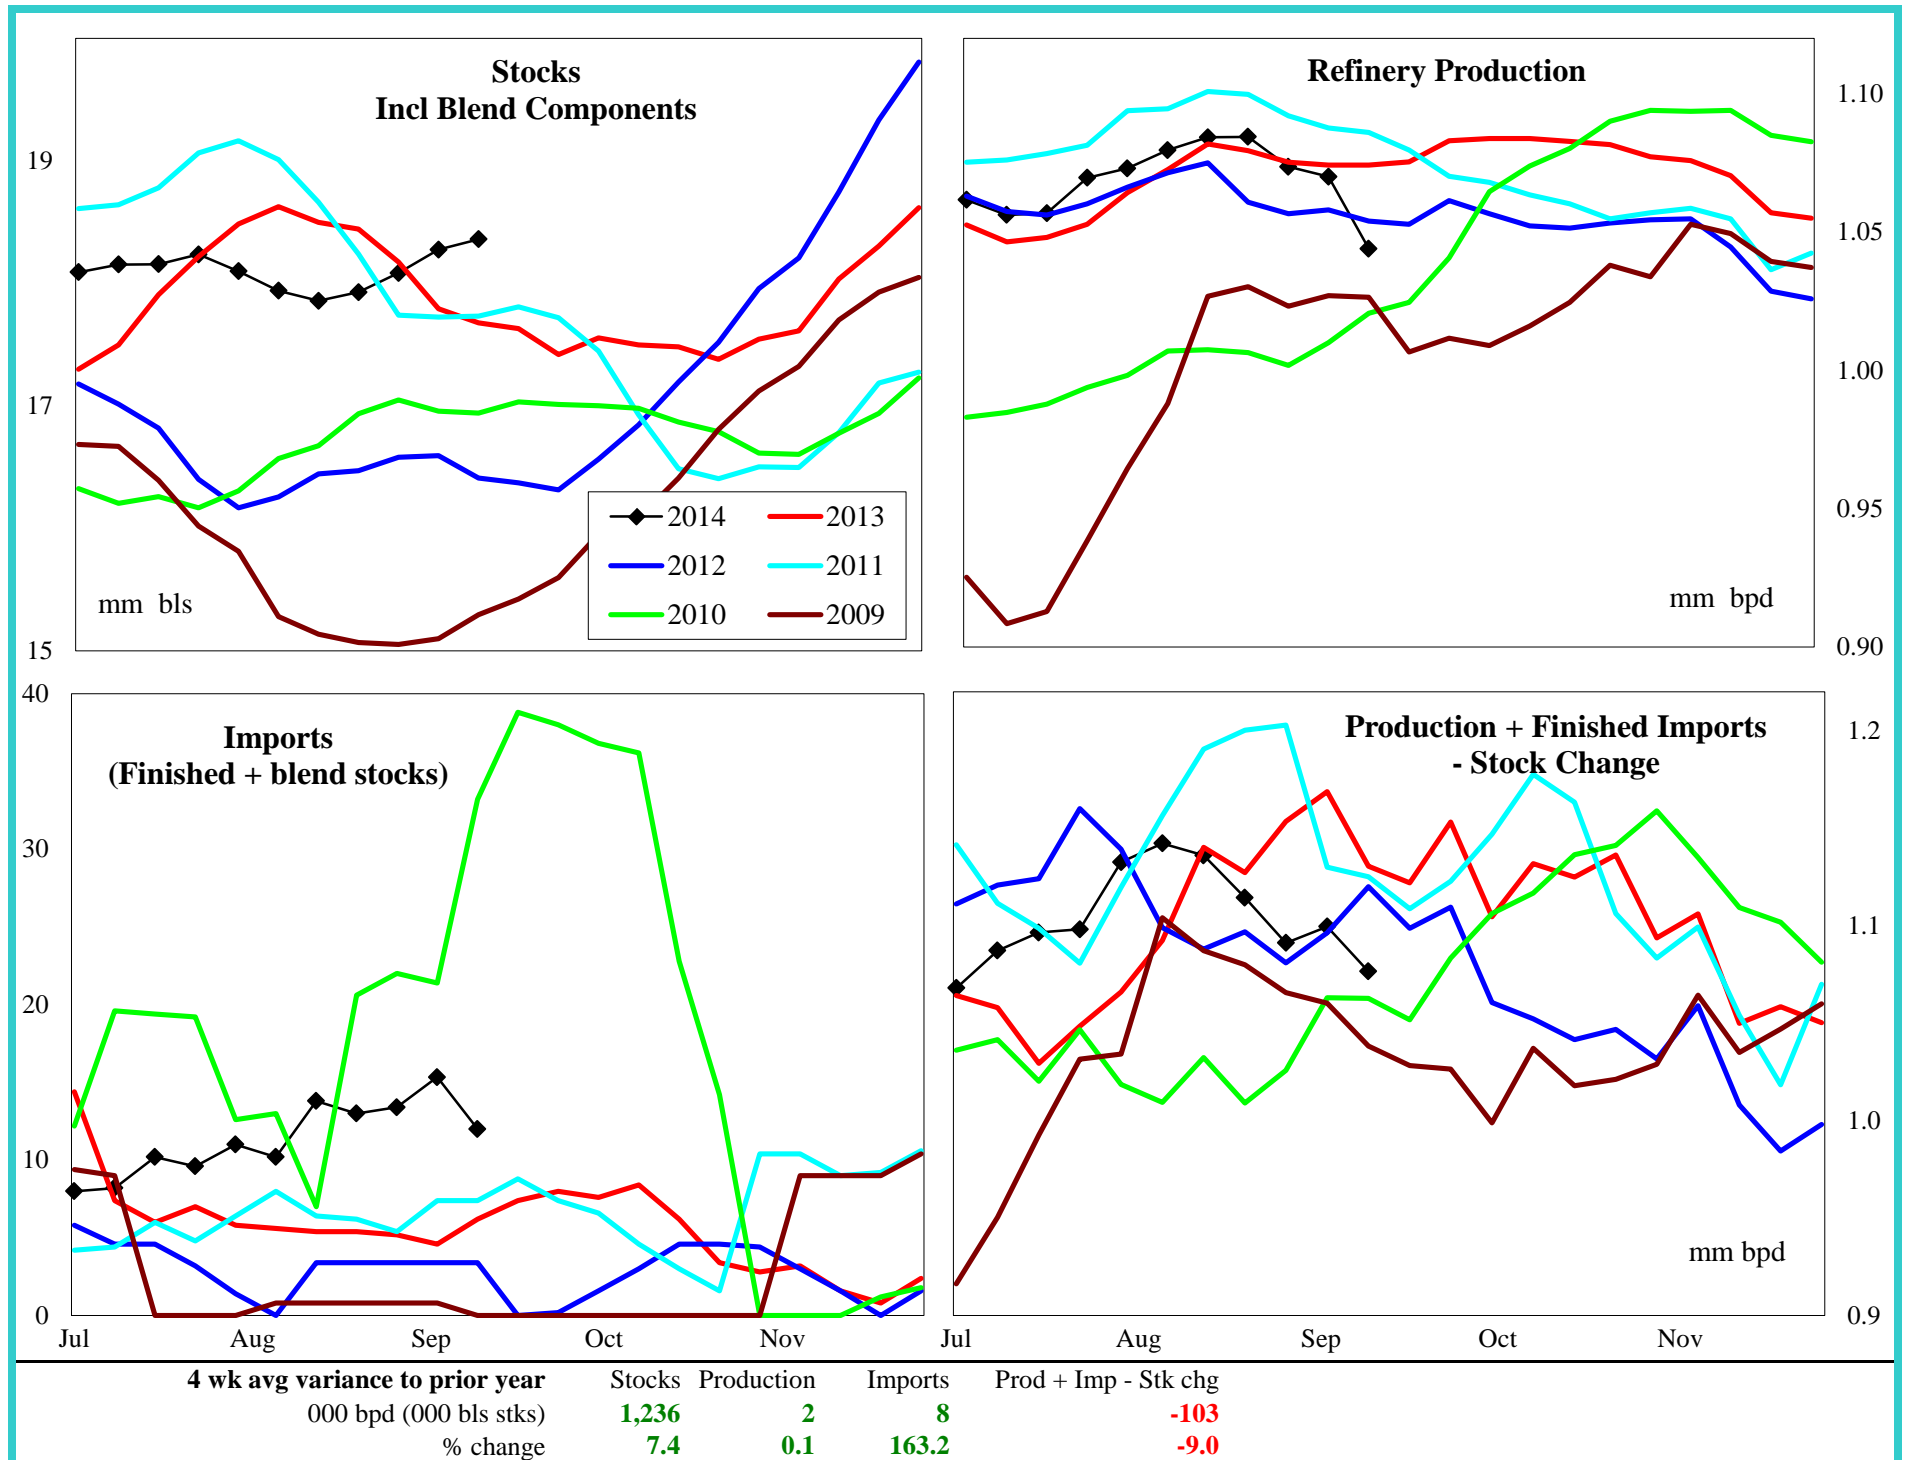 Stocks
Incl Blend Components
19
17
15
mm bls
2014 2013
2012 2011
2010 2009
Refinery Production
1.10
1.05
1.00
0.95
0.90
mm bpd
Imports
(Finished + blend stocks)
40
30
20
10
0
Jul Aug Sep Oct Nov
Production + Finished Imports
- Stock Change
1.2
1.1
1.0
0.9
mm bpd
Jul Aug Sep Oct Nov
4 wk avg variance to prior year Stocks Production Imports Prod + Imp - Stk chg
000 bpd (000 bls stks) 1,236 2 8 -103
% change 7.4 0.1 163.2 -9.0